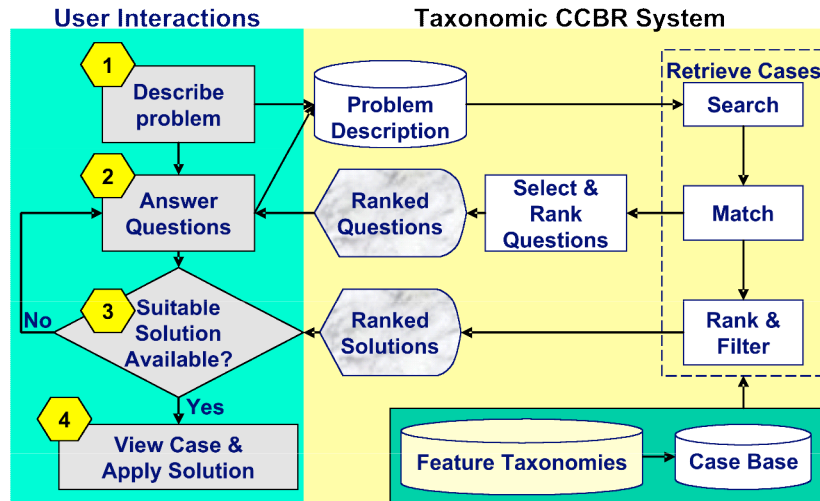 User Interactions
Taxonomic CCBR System
1
Describe
problem
Problem
Description
Retrieve Cases
Search
2
Answer
Questions
Ranked
Questions
Select &
Rank
Questions
Match
3
Suitable
Solution
Available?
No
Yes
Ranked
Solutions
Rank &
Filter
4
View Case &
Apply Solution
Feature Taxonomies
Case Base